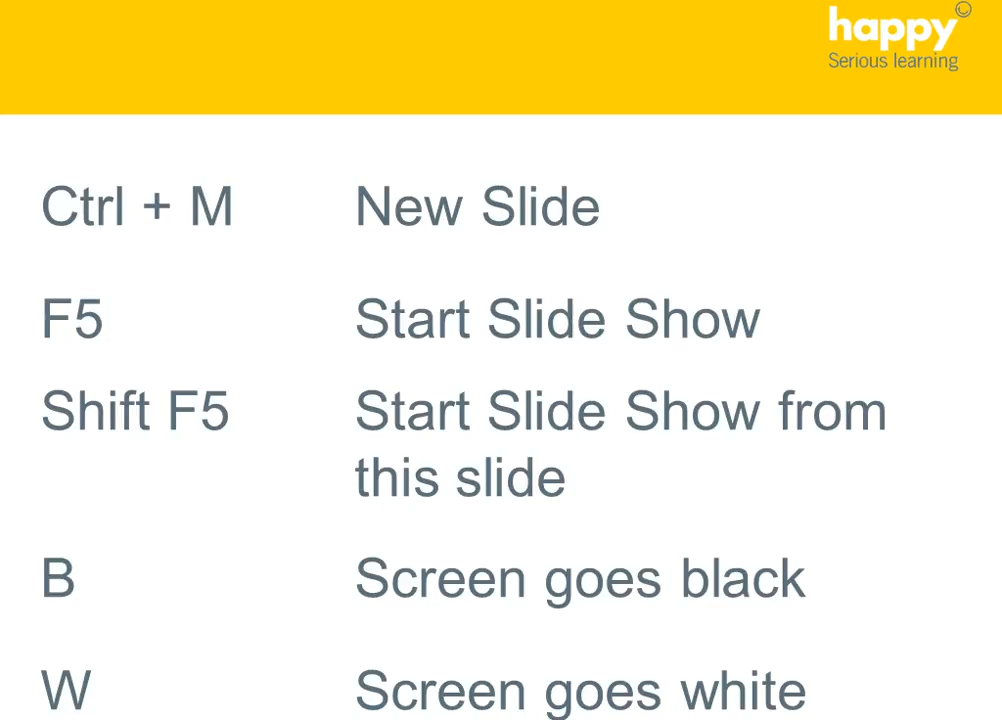 happy
Serious learning
Ctrl + M New Slide
F5 Start Slide Show
Shift F5 Start Slide Show from
this slide
B Screen goes black
W Screen goes white